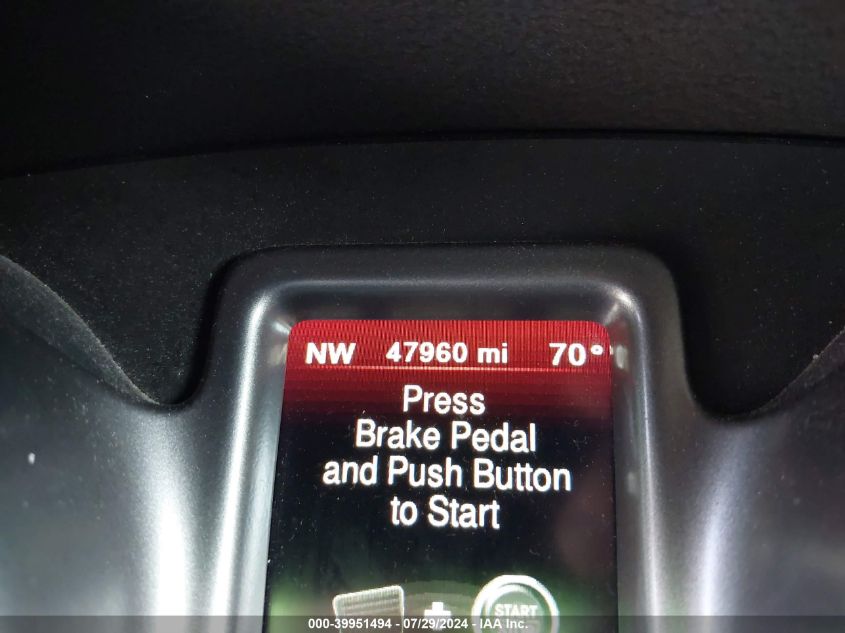 NW 47960 mi 70°
Press
Brake Pedal
and Push Button
to Start
START
000-39951494 - 07/29/2024 - IAA Inc.